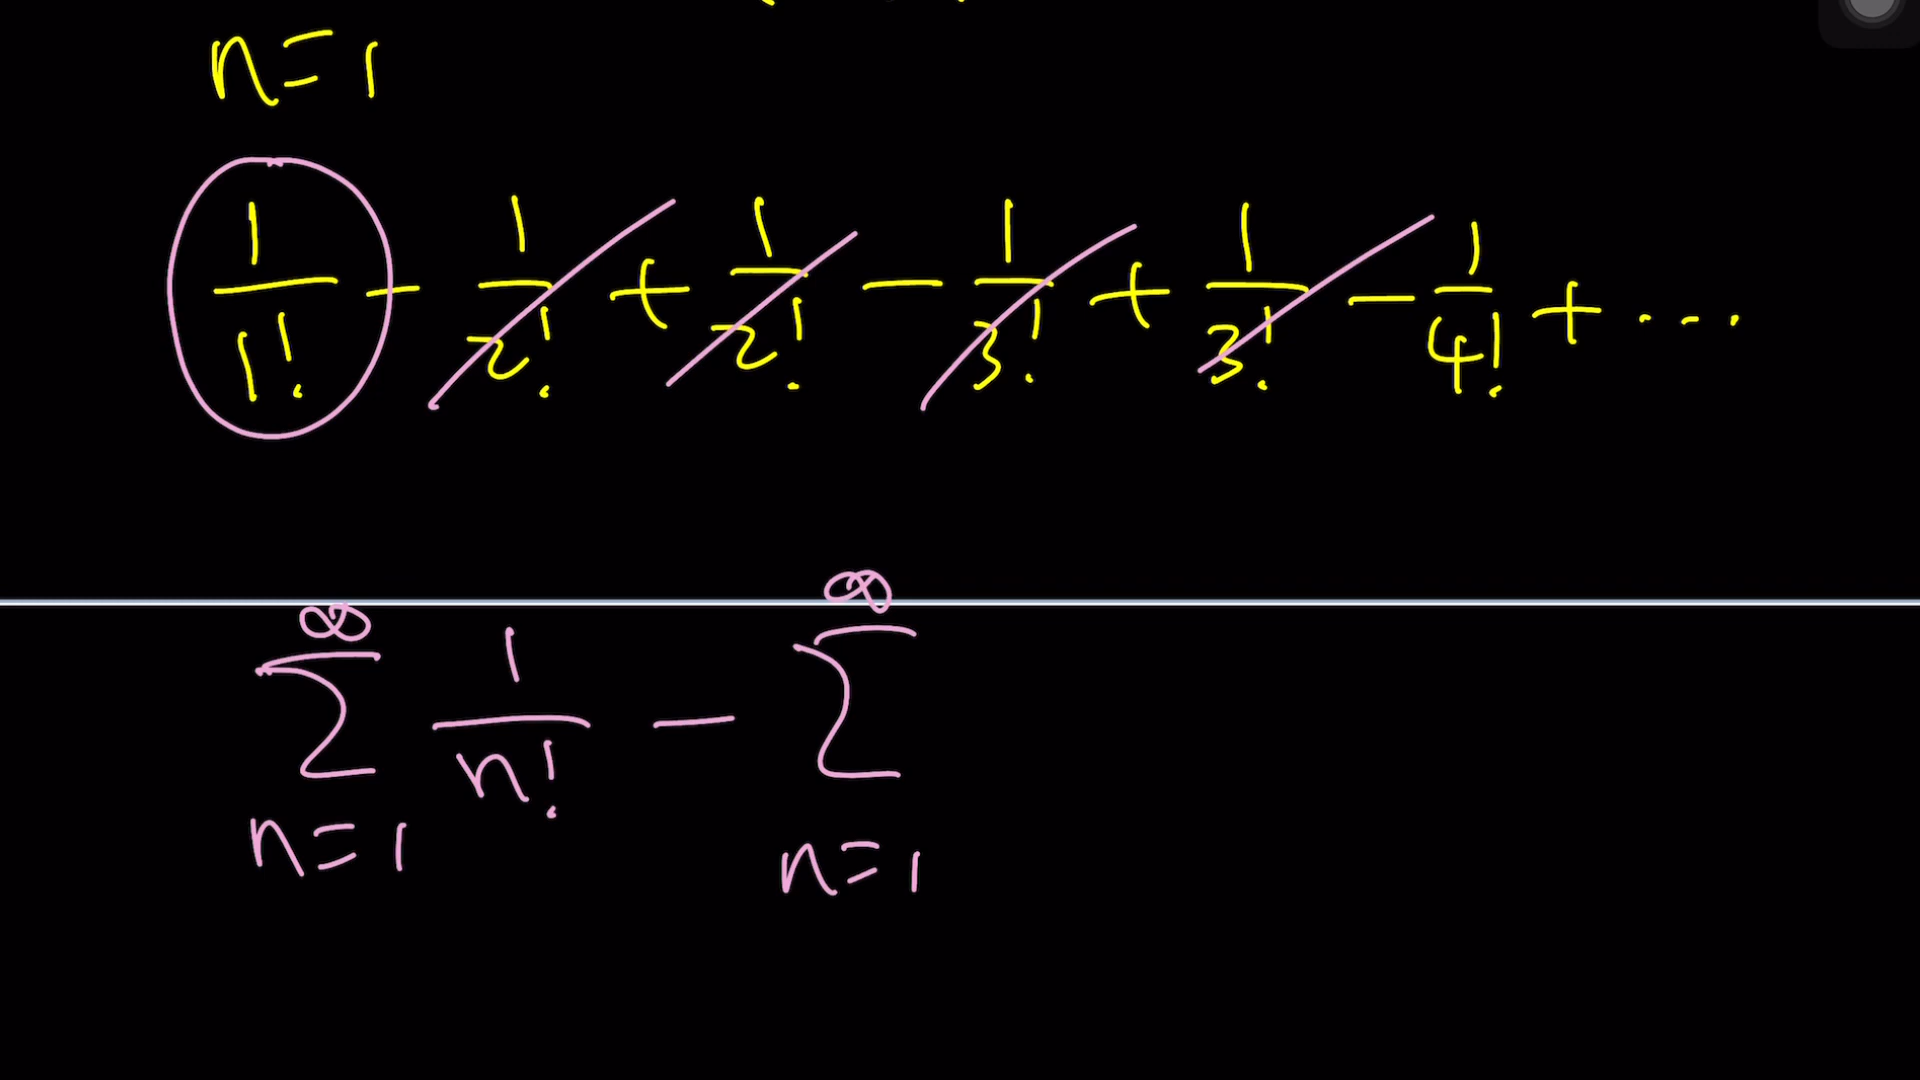 n=1
1/1! - 1/2! + 1/2! - 1/3! + 1/3! - 1/4! + ...
∞ ∞
∑ 1/n! - ∑
n=1 n=1